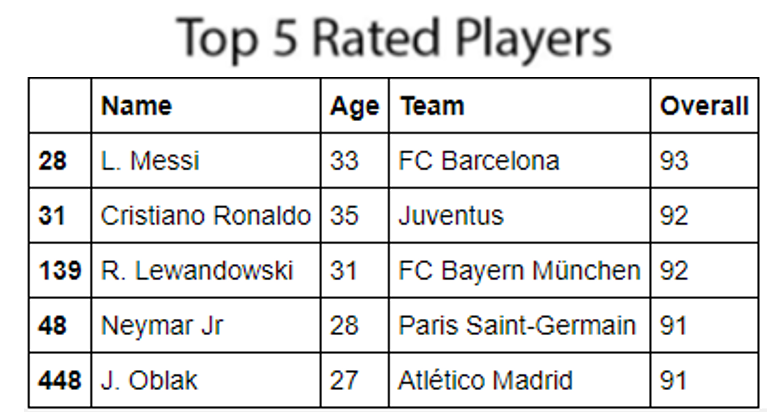 Top 5 Rated Players
Name Age Team Overall
28 L. Messi 33 FC Barcelona 93
31 Cristiano Ronaldo 35 Juventus 92
139 R. Lewandowski 31 FC Bayern München 92
48 Neymar Jr 28 Paris Saint-Germain 91
448 J. Oblak 27 Atlético Madrid 91